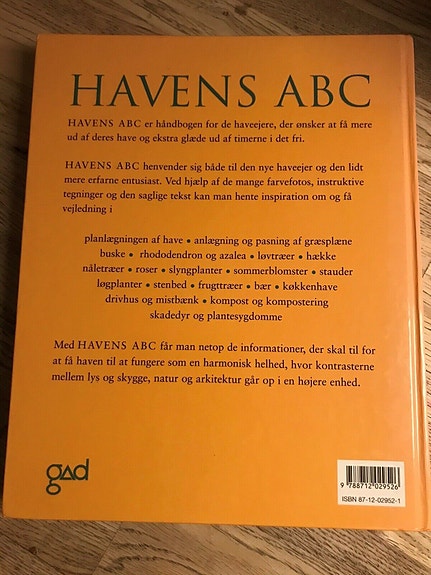 HAVENS ABC
HAVENS ABC er håndbogen for de haveejere, der ønsker at få mere
ud af deres have og ekstra glæde ud af timerne i det fri.
HAVENS ABC henvender sig både til den nye haveejer og den lidt
mere erfarne entusiast. Ved hjælp af de mange farvefotos, instruktive
tegninger og den saglige tekst kan man hente inspiration om og få
vejledning i
planlægningen af have • anlægning og pasning af græsplæne
buske • rhododendron og azalea • løvtræer • hække
nåletræer • roser • slyngplanter • sommerblomster • stauder
løgplanter • stenbed • frugttræer • bær • køkkenhave
drivhus og mistbænk • kompost og kompostering
skadedyr og plantesygdomme
Med HAVENS ABC får man netop de informationer, der skal til for
at få haven til at fungere som en harmonisk helhed, hvor kontrasterne
mellem lys og skygge, natur og arkitektur går op i en højere enhed.
gad
9 788712 029526
ISBN 87-12-02952-1